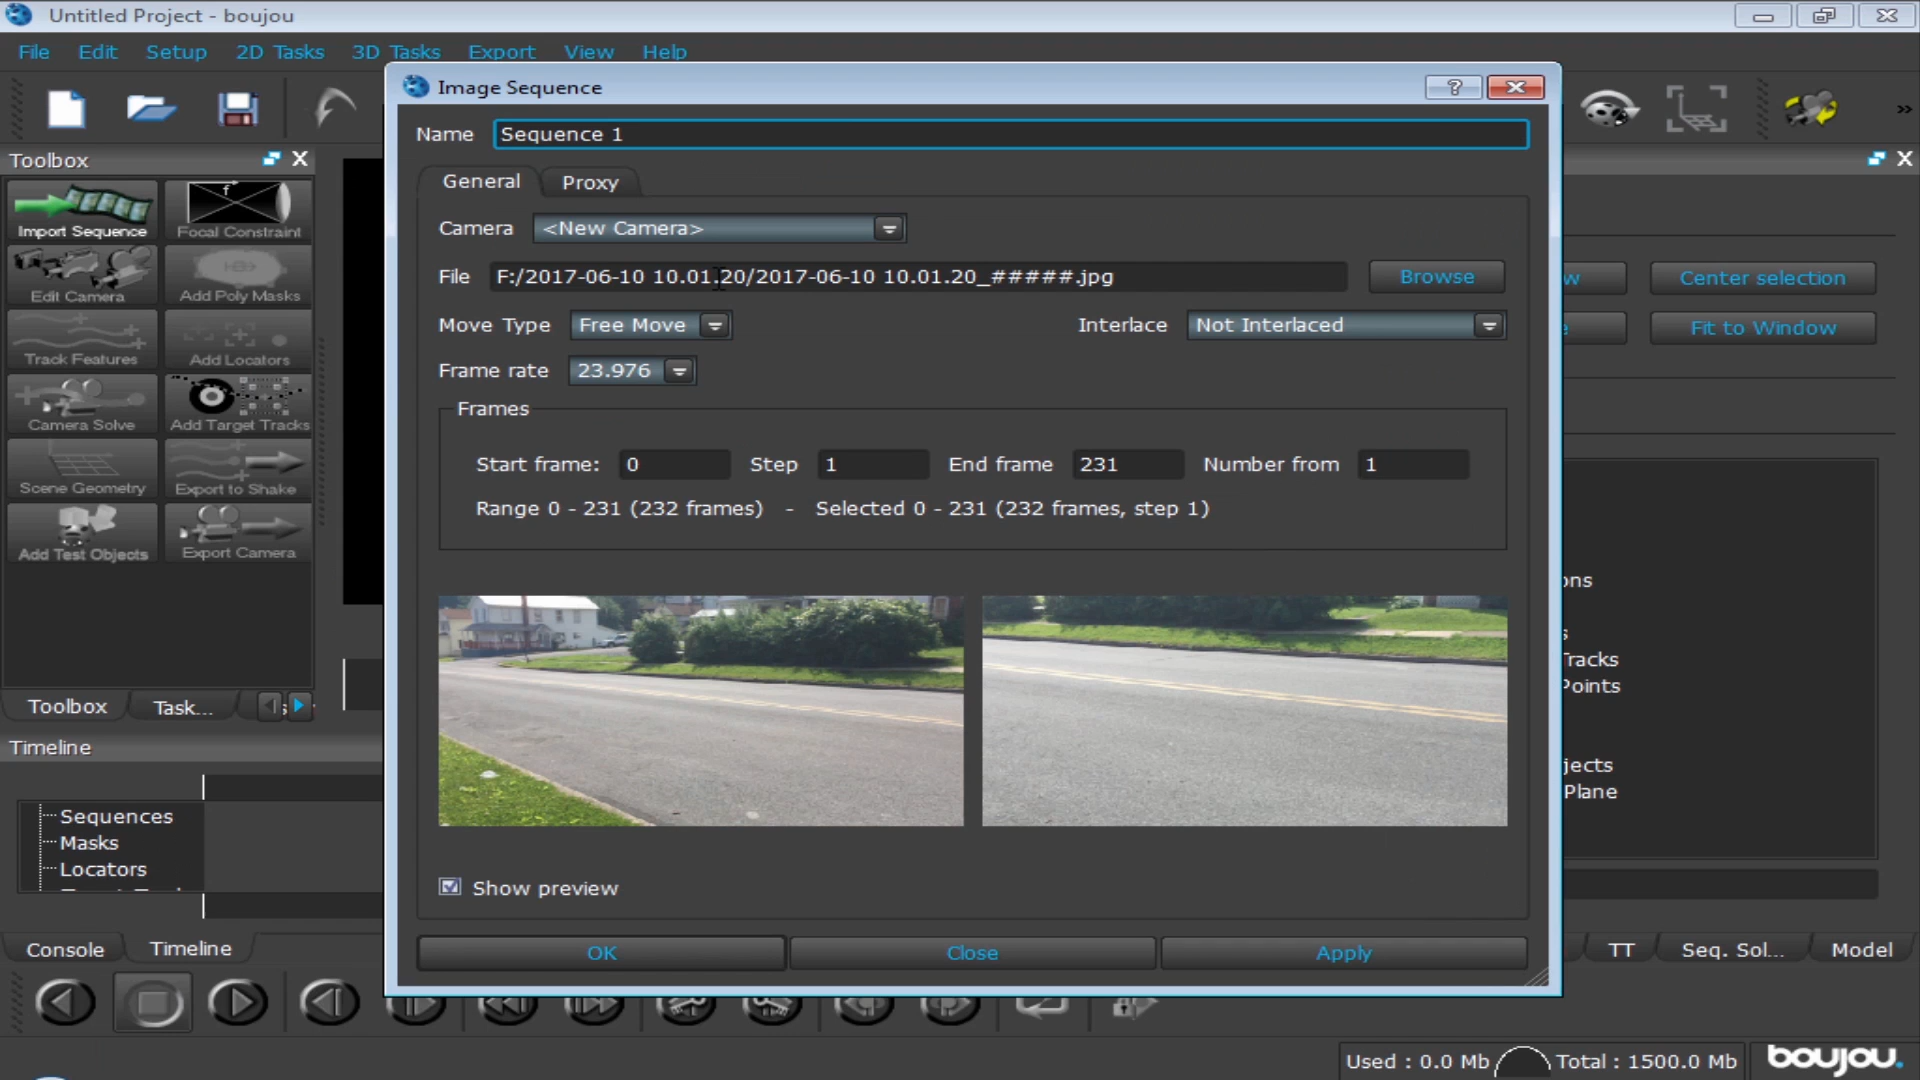 Untitled Project - boujou
File Edit Setup 2D Tasks 3D Tasks Export View Help
Image Sequence
Name Sequence 1
Toolbox
General Proxy
Import Sequence Focal Constraint
Camera <New Camera>
File F:/2017-06-10 10.01.20/2017-06-10 10.01.20_#####.jpg Browse
Center selection
Edit Camera Add Poly Masks
Move Type Free Move Interlace Not Interlaced
Fit to Window
Track Features Add Locators
Frame rate 23.976
Frames
Camera Solve Add Target Tracks
Start frame: 0 Step 1 End frame 231 Number from 1
Scene Geometry Export to Shake
Range 0 - 231 (232 frames) - Selected 0 - 231 (232 frames, step 1)
Add Test Objects Export Camera
ons
Tracks
Points
Toolbox Task...
Timeline
jects
Plane
Sequences
Masks
Locators
Show preview
Console Timeline
OK Close Apply
TT Seq. Sol... Model
Used : 0.0 Mb Total : 1500.0 Mb boujou.